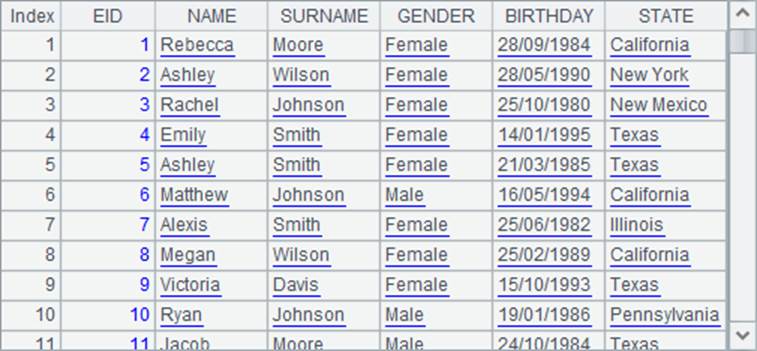 Index EID NAME SURNAME GENDER BIRTHDAY STATE
1 1 Rebecca Moore Female 28/09/1984 California
2 2 Ashley Wilson Female 28/05/1990 New York
3 3 Rachel Johnson Female 25/10/1980 New Mexico
4 4 Emily Smith Female 14/01/1995 Texas
5 5 Ashley Smith Female 21/03/1985 Texas
6 6 Matthew Johnson Male 16/05/1994 California
7 7 Alexis Smith Female 25/06/1982 Illinois
8 8 Megan Wilson Female 25/02/1989 California
9 9 Victoria Davis Female 15/10/1993 Texas
10 10 Ryan Johnson Male 19/01/1986 Pennsylvania
11 11 Jacob Moore Male 24/10/1984 Texas